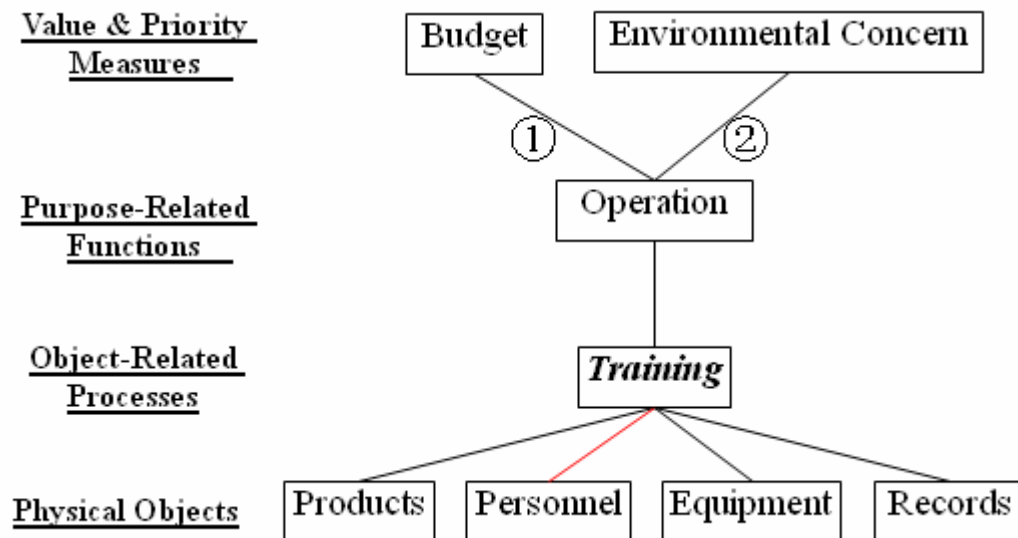 Value & Priority
Measures
Budget
Environmental Concern
① ②
Purpose-Related
Functions
Operation
Object-Related
Processes
Training
Physical Objects
Products
Personnel
Equipment
Records